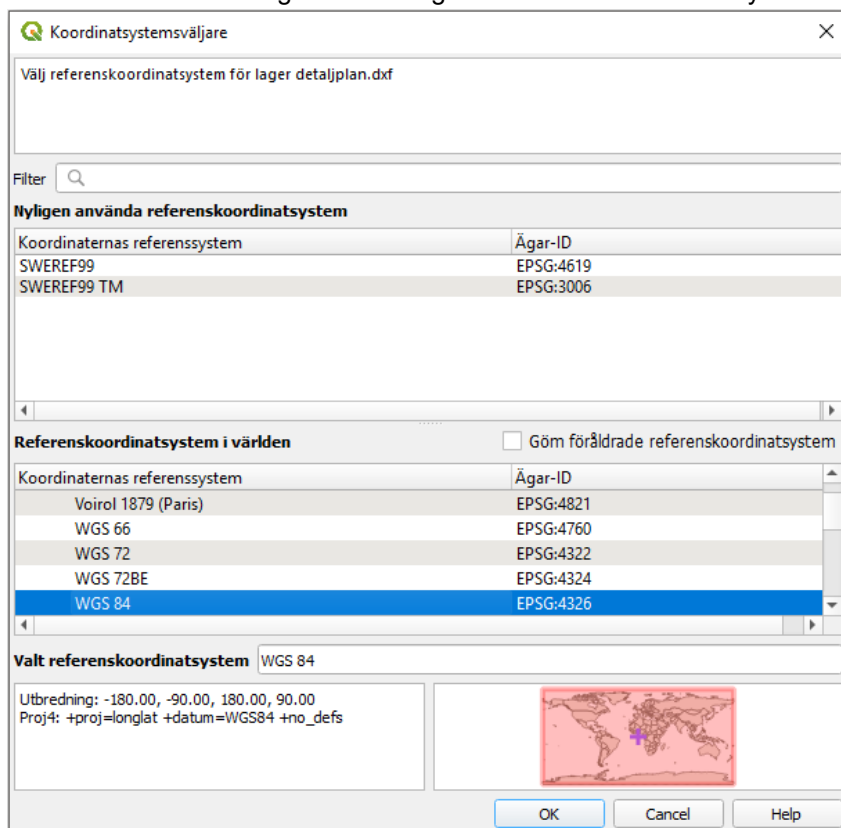 Koordinatsystemsväljare
Välj referenskoordinatsystem för lager detaljplan.dxf
Filter
Nyligen använda referenskoordinatsystem
Koordinaternas referenssystem Ägar-ID
SWEREF99 EPSG:4619
SWEREF99 TM EPSG:3006
Referenskoordinatsystem i världen Göm föråldrade referenskoordinatsystem
Koordinaternas referenssystem Ägar-ID
Voirol 1879 (Paris) EPSG:4821
WGS 66 EPSG:4760
WGS 72 EPSG:4322
WGS 72BE EPSG:4324
WGS 84 EPSG:4326
Valt referenskoordinatsystem WGS 84
Utbredning: -180.00, -90.00, 180.00, 90.00
Proj4: +proj=longlat +datum=WGS84 +no_defs
OK Cancel Help